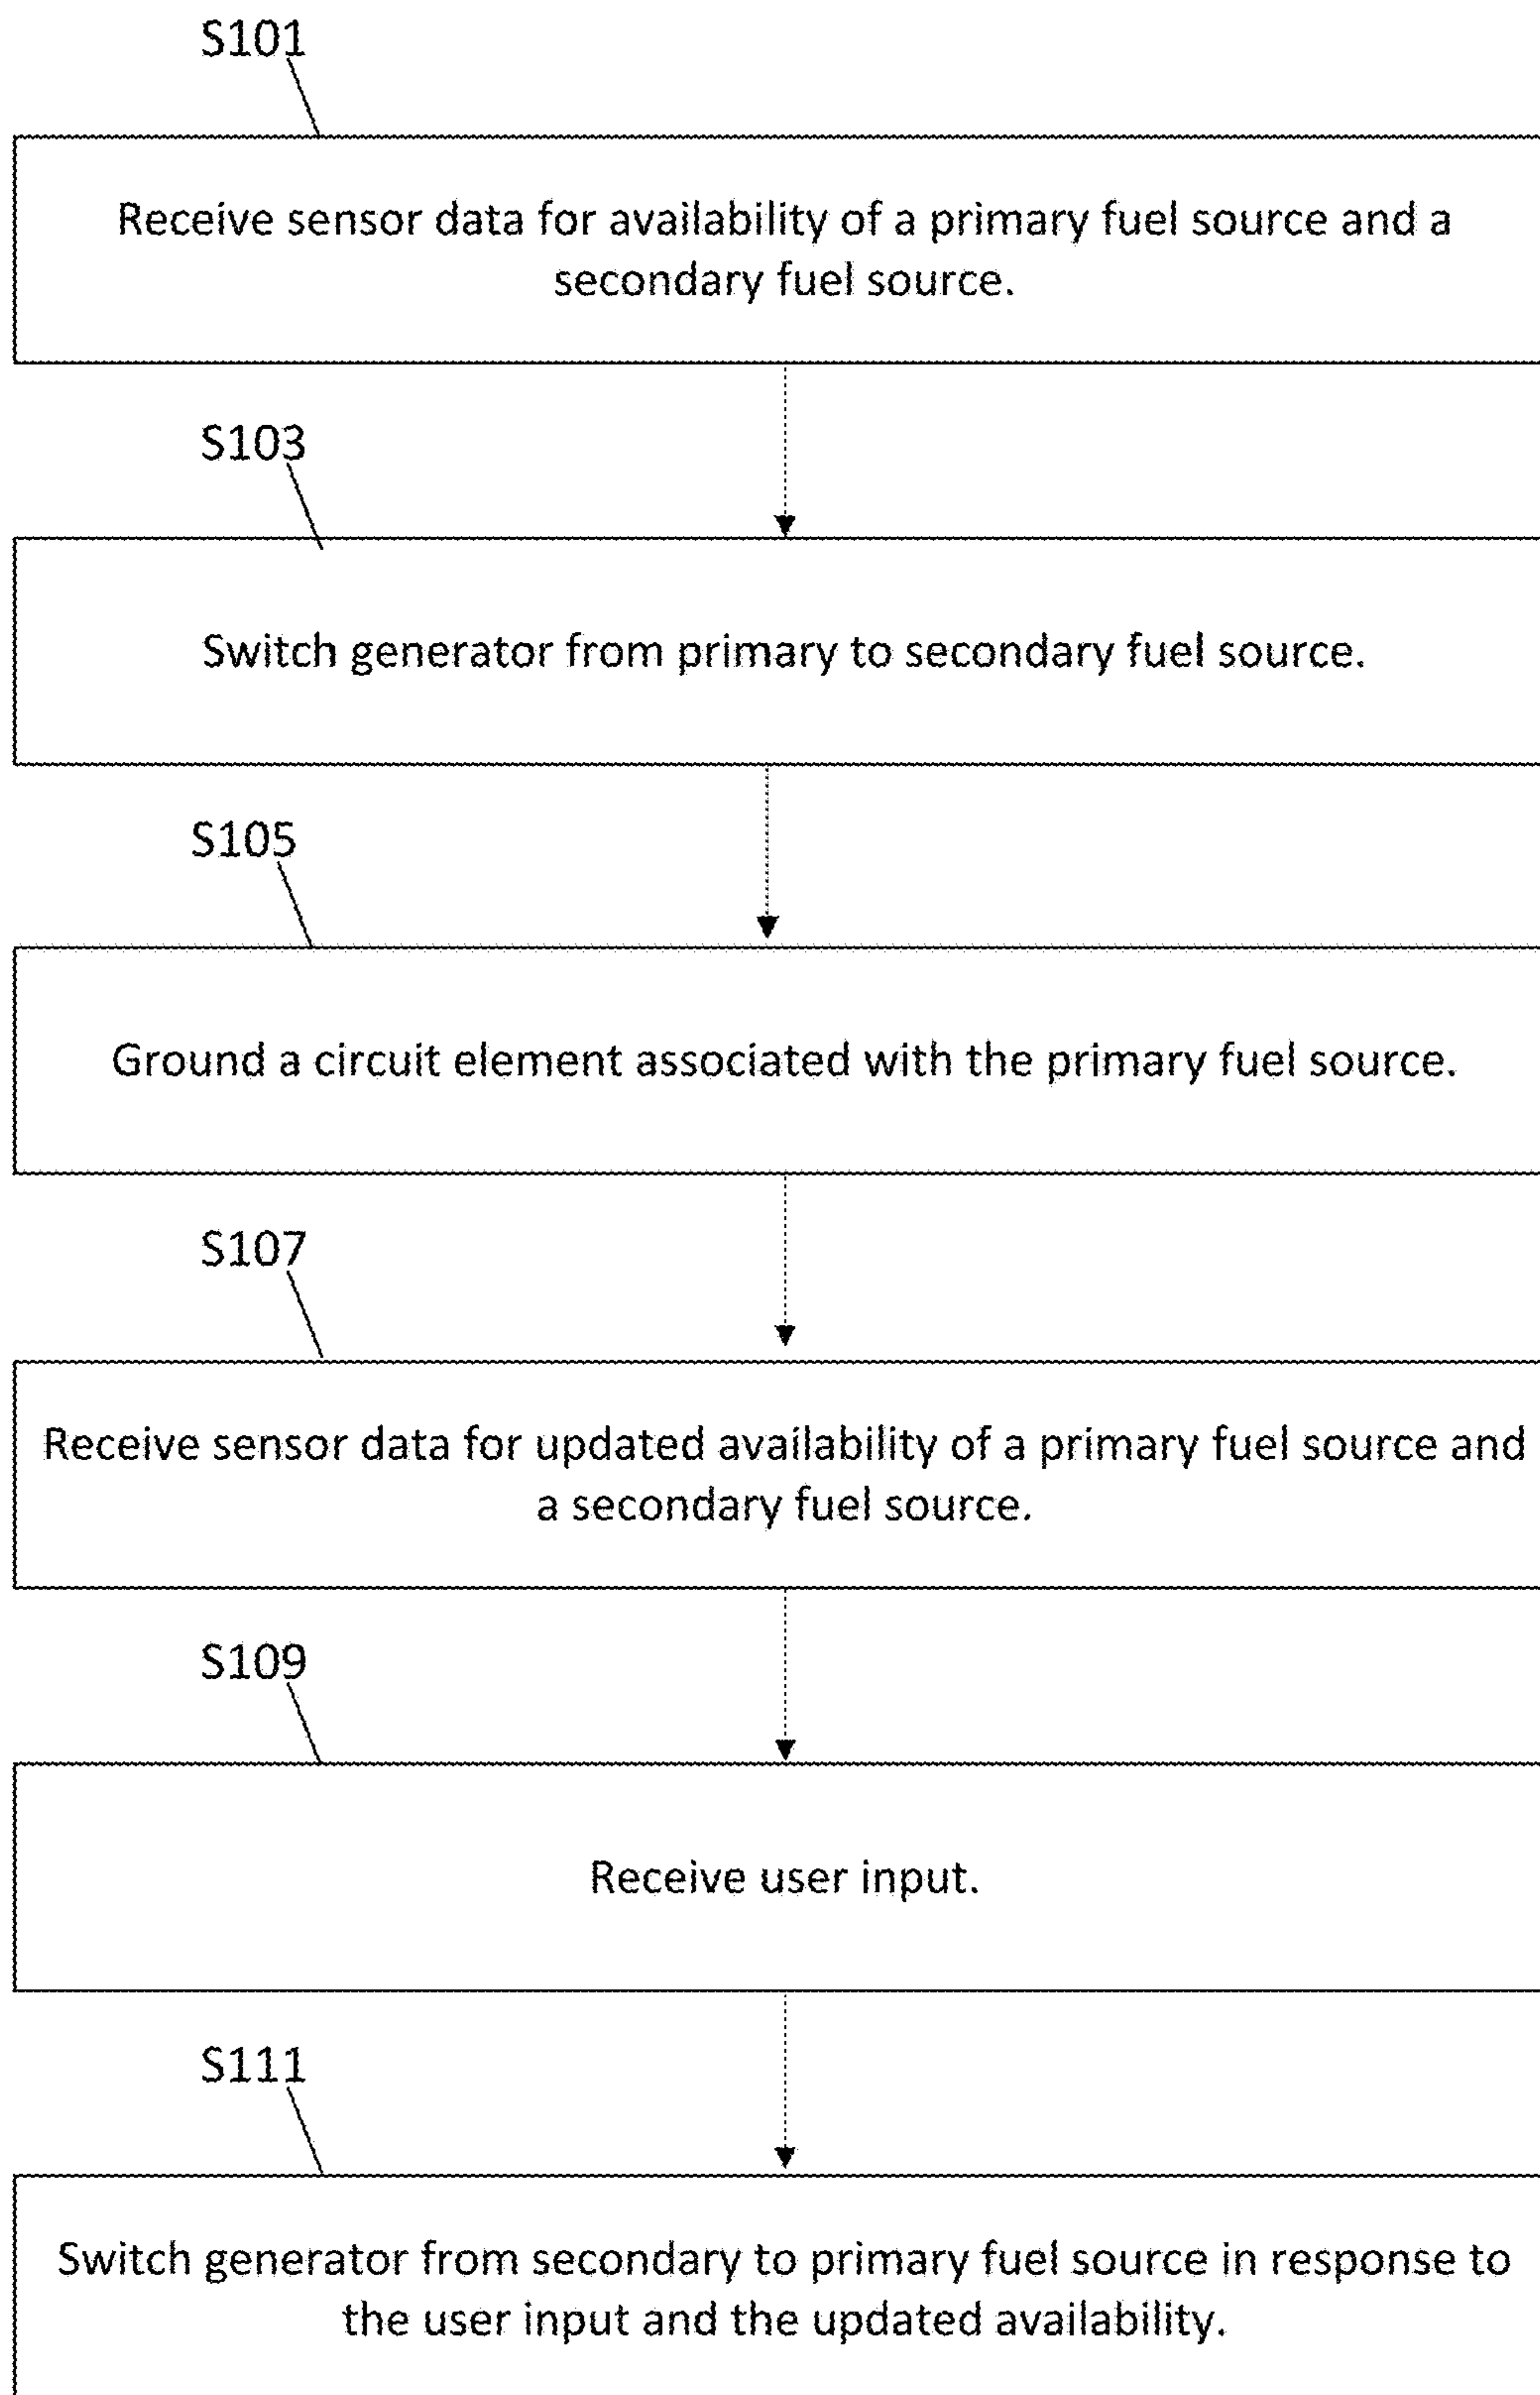 S101
Receive sensor data for availability of a primary fuel source and a
secondary fuel source.
S103
Switch generator from primary to secondary fuel source.
S105
Ground a circuit element associated with the primary fuel source.
S107
Receive sensor data for updated availability of a primary fuel source and
a secondary fuel source.
S109
Receive user input.
S111
Switch generator from secondary to primary fuel source in response to
the user input and the updated availability.